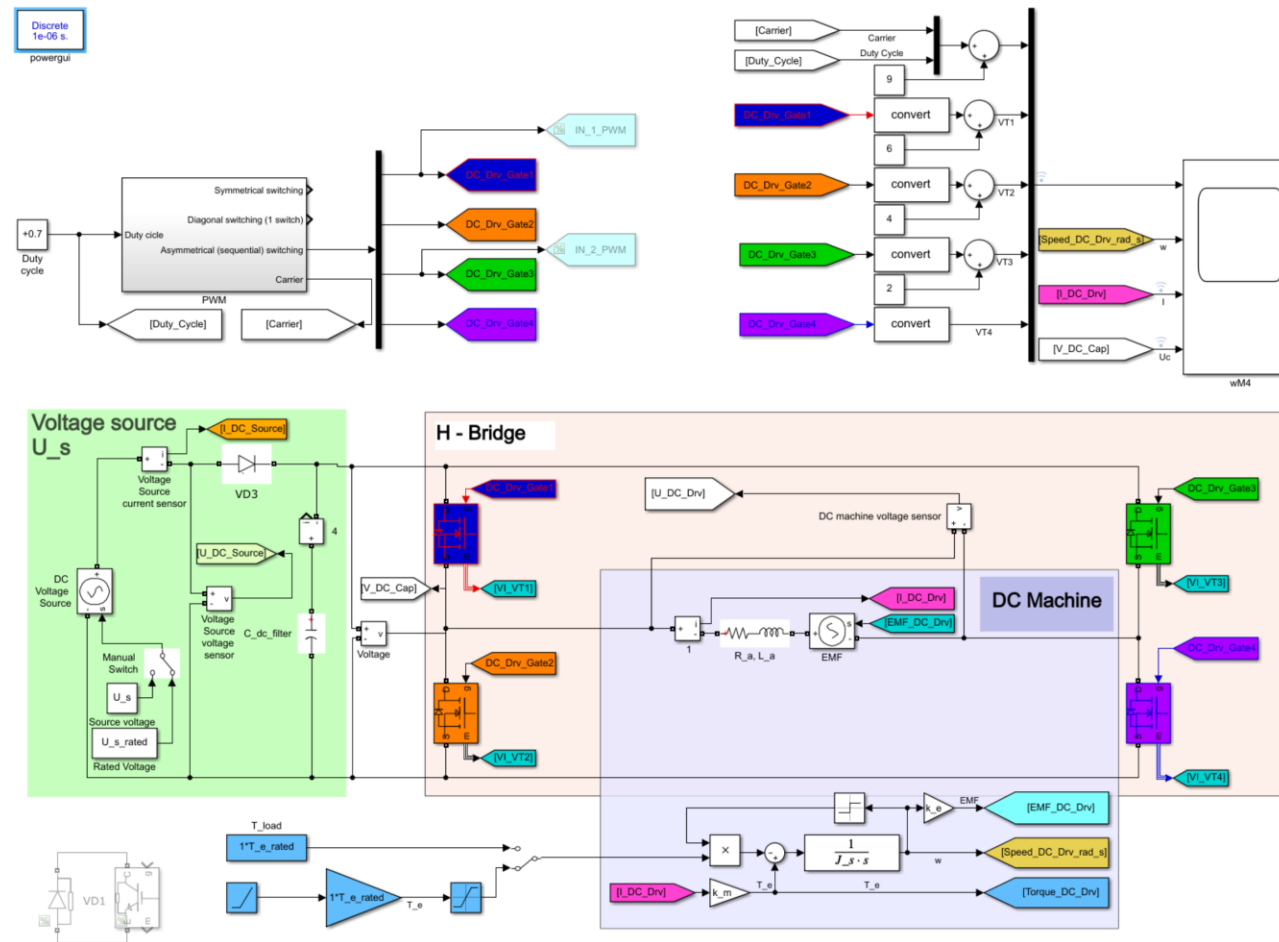 Discrete
1e-06 s.
powergui
[Carrier]
Carrier
[Duty_Cycle]
Duty Cycle
9
DC_Drv_Gate1
convert
VT1
6
DC_Drv_Gate2
convert
VT2
4
DC_Drv_Gate3
convert
VT3
2
DC_Drv_Gate4
convert
VT4
[Speed_DC_Drv_rad_s]
w
[I_DC_Drv]
I
[V_DC_Cap]
Uc
wM4
IN_1_PWM
DC_Drv_Gate1
DC_Drv_Gate2
IN_2_PWM
DC_Drv_Gate3
DC_Drv_Gate4
+0.7
Duty
cycle
Duty cicle
Symmetrical switching
Diagonal switching (1 switch)
Asymmetrical (sequential) switching
Carrier
PWM
[Duty_Cycle]
[Carrier]
Voltage source
U_s
[I_DC_Source]
i
+
-
Voltage
Source
current sensor
VD3
4
[U_DC_Source]
DC
Voltage
Source
s
v
Voltage
Source
voltage
sensor
C_dc_filter
Manual
Switch
U_s
Source voltage
U_s_rated
Rated Voltage
H - Bridge
DC_Drv_Gate1
g
D
S
m
[VI_VT1]
[V_DC_Cap]
v
Voltage
DC_Drv_Gate2
g
D
S
m
[VI_VT2]
[U_DC_Drv]
DC machine voltage sensor
v
DC_Drv_Gate3
g
D
S
m
[VI_VT3]
DC Machine
[I_DC_Drv]
[EMF_DC_Drv]
i
1
R_a, L_a
s
EMF
DC_Drv_Gate4
g
D
S
m
[VI_VT4]
T_load
1*T_e_rated
1*T_e_rated
T_e
×
1
J_s · s
k_e
EMF
[EMF_DC_Drv]
w
[Speed_DC_Drv_rad_s]
[I_DC_Drv]
k_m
T_e
T_e
[Torque_DC_Drv]
VD1
C
g
E
m